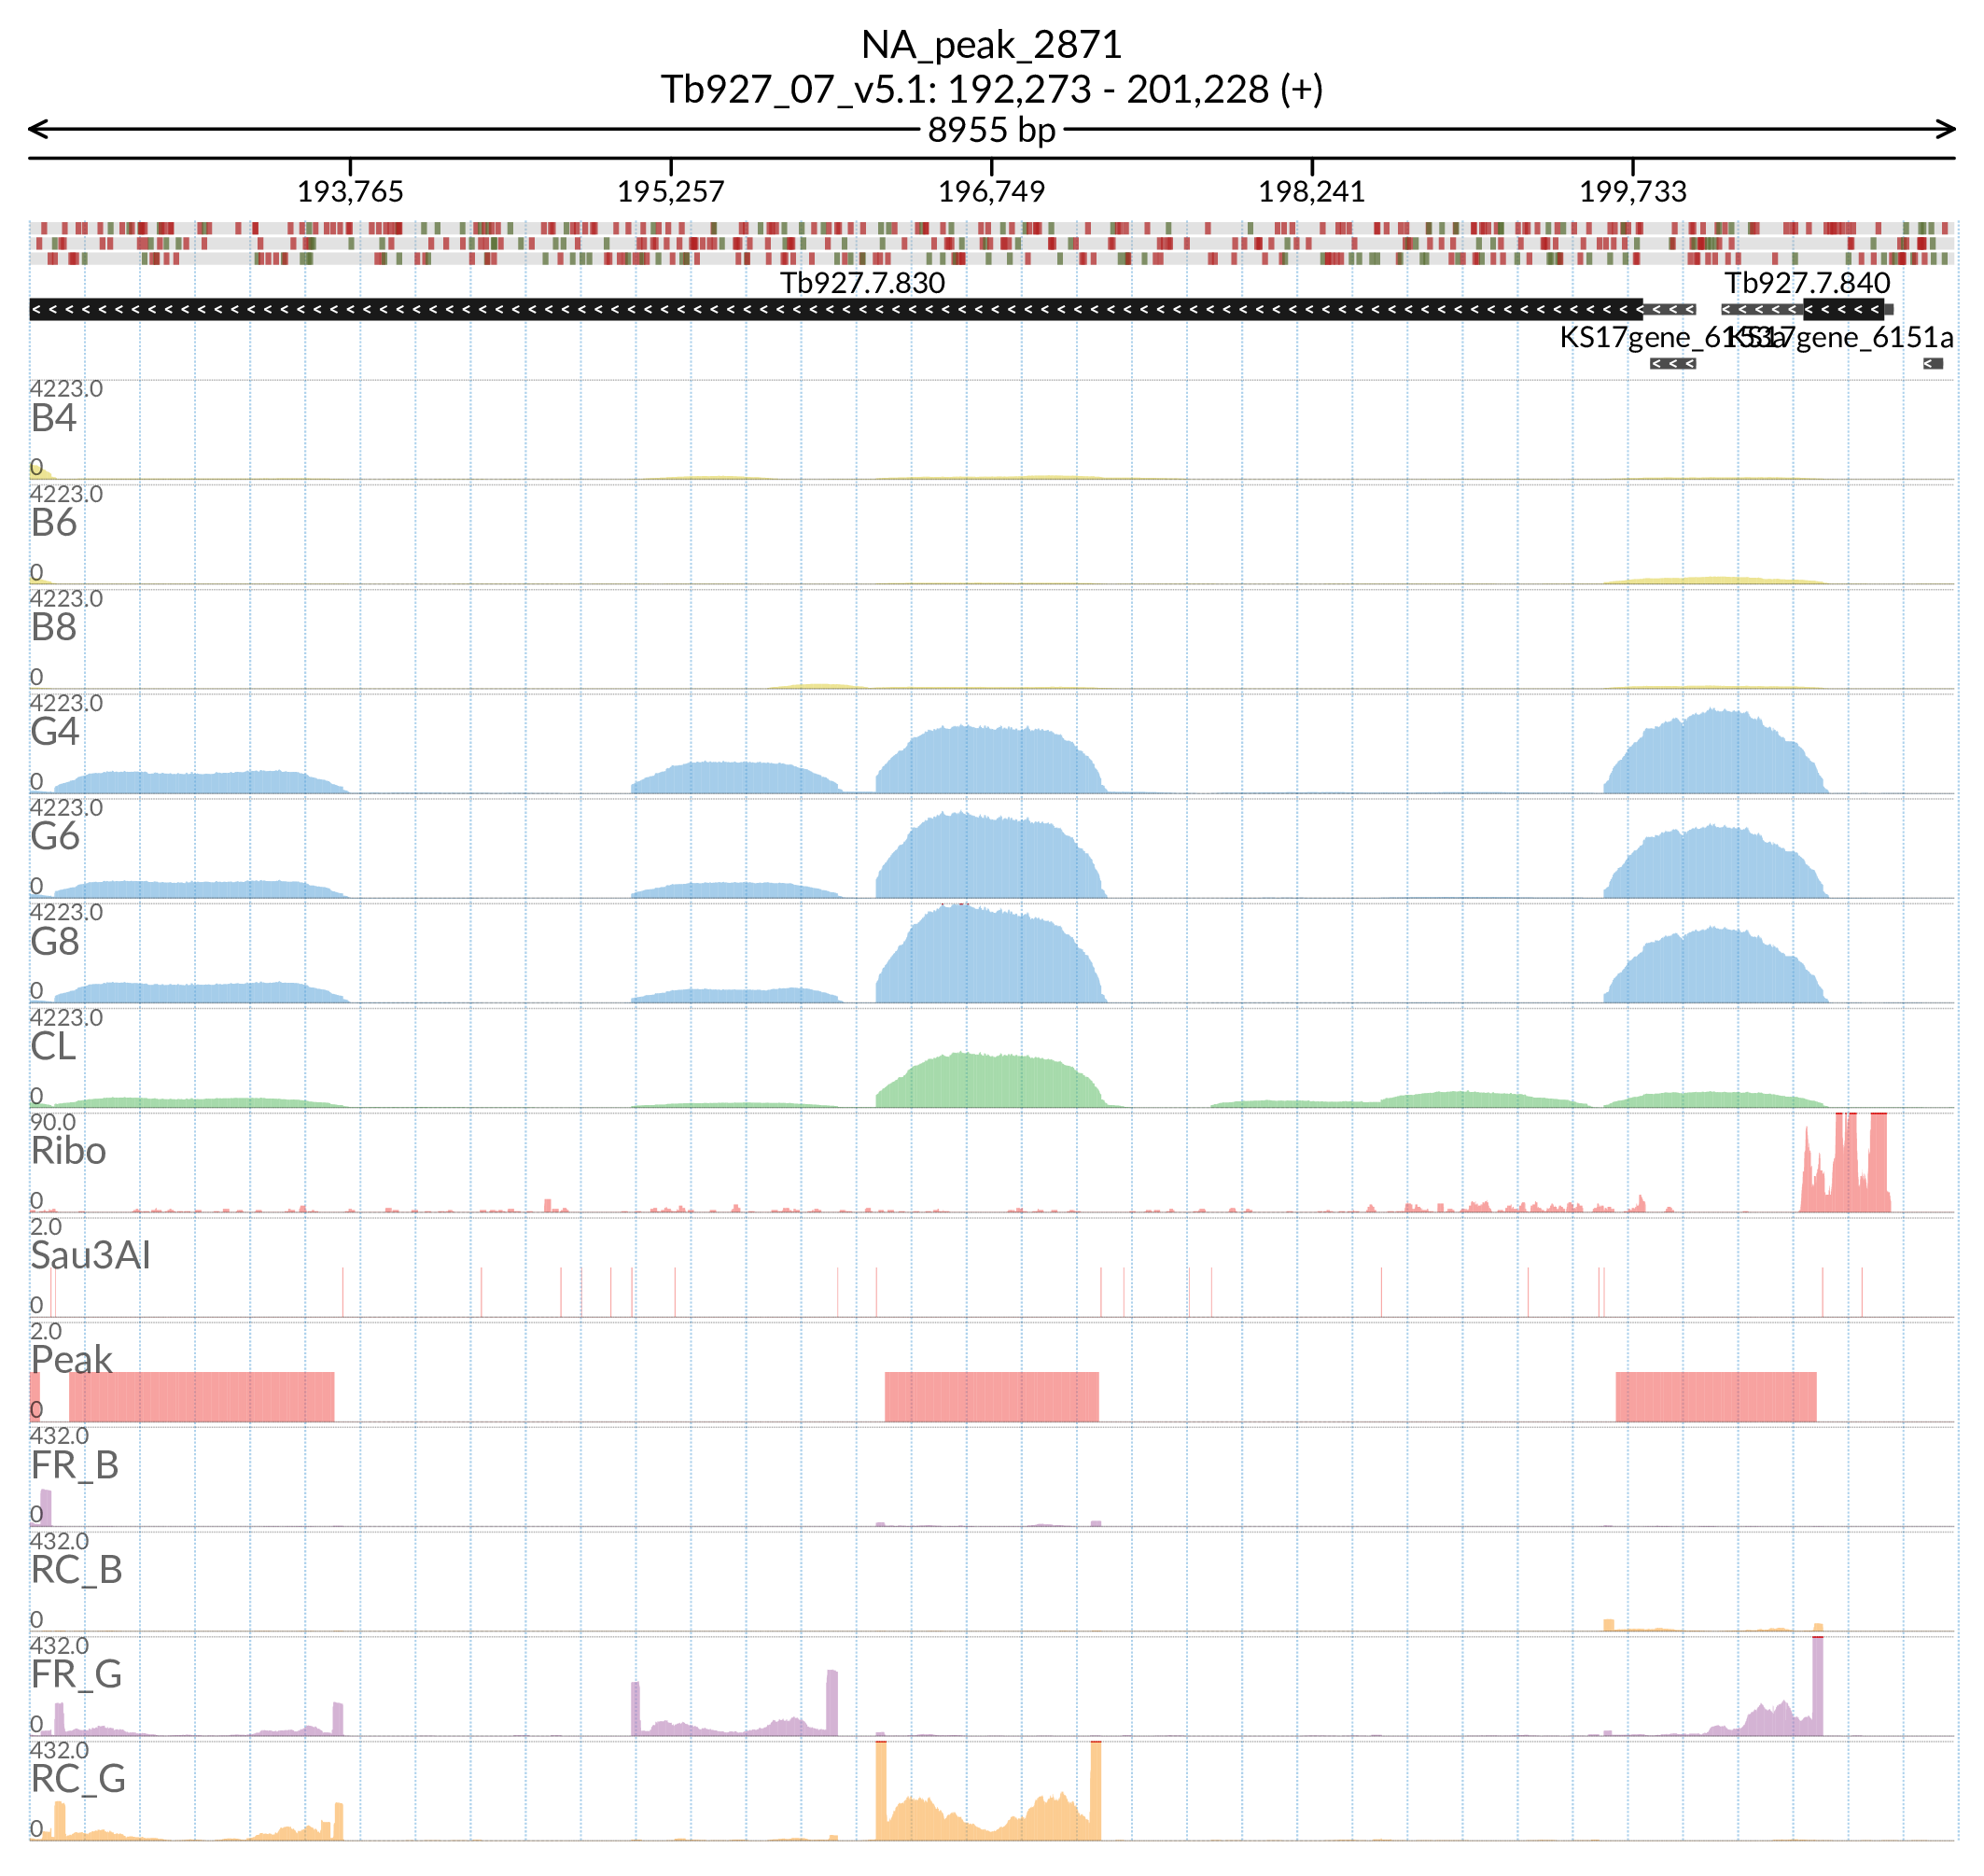 NA_peak_2871
Tb927_07_v5.1: 192,273 - 201,228 (+)
8955 bp
193,765 195,257 196,749 198,241 199,733
Tb927.7.830 Tb927.7.840
KS17gene_6153a KS17gene_6151a
4223.0
B4
0
4223.0
B6
0
4223.0
B8
0
4223.0
G4
0
4223.0
G6
0
4223.0
G8
0
4223.0
CL
0
90.0
Ribo
0
2.0
Sau3AI
0
2.0
Peak
0
432.0
FR_B
0
432.0
RC_B
0
432.0
FR_G
0
432.0
RC_G
0